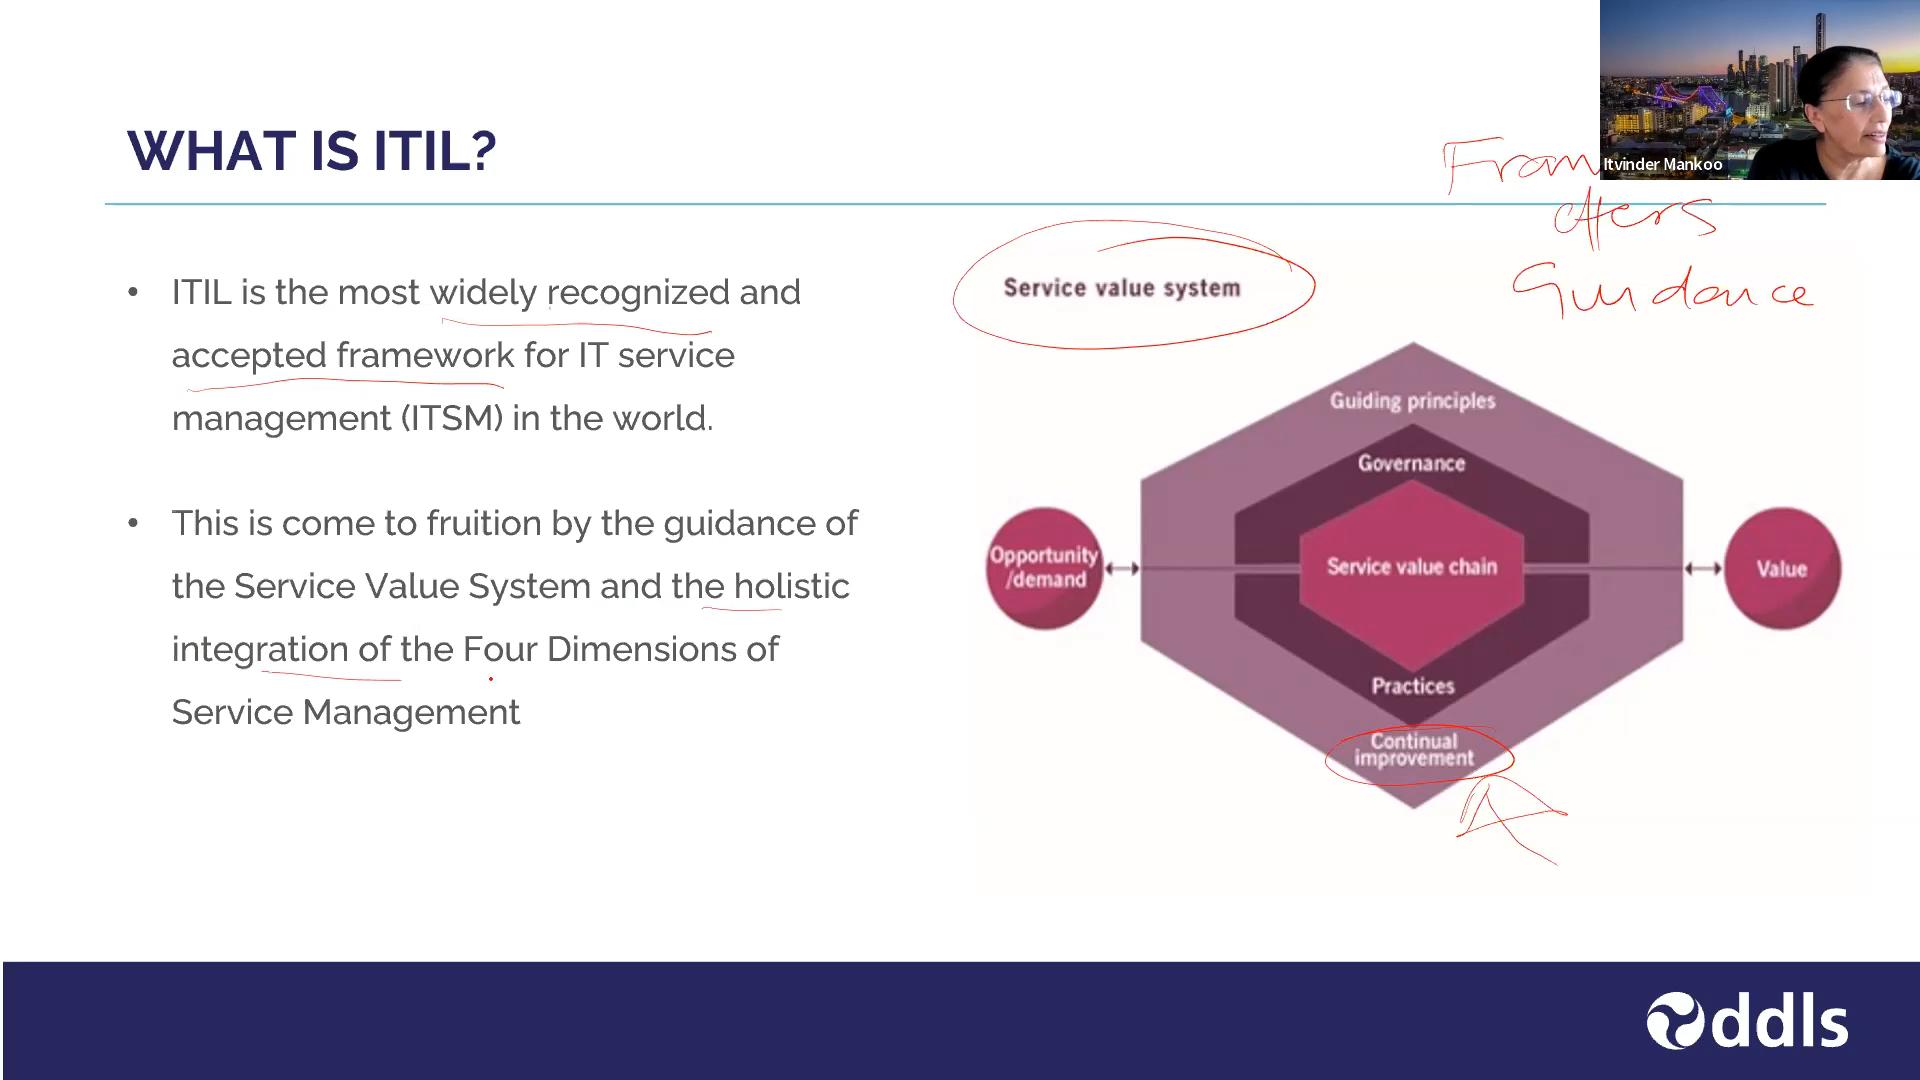 Itvinder Mankoo
WHAT IS ITIL?
offers
Guidance
• ITIL is the most widely recognized and
accepted framework for IT service
management (ITSM) in the world.
• This is come to fruition by the guidance of
the Service Value System and the holistic
integration of the Four Dimensions of
Service Management
Service value system
Guiding principles
Governance
Opportunity
/demand
Service value chain
Value
Practices
Continual
improvement
ddls